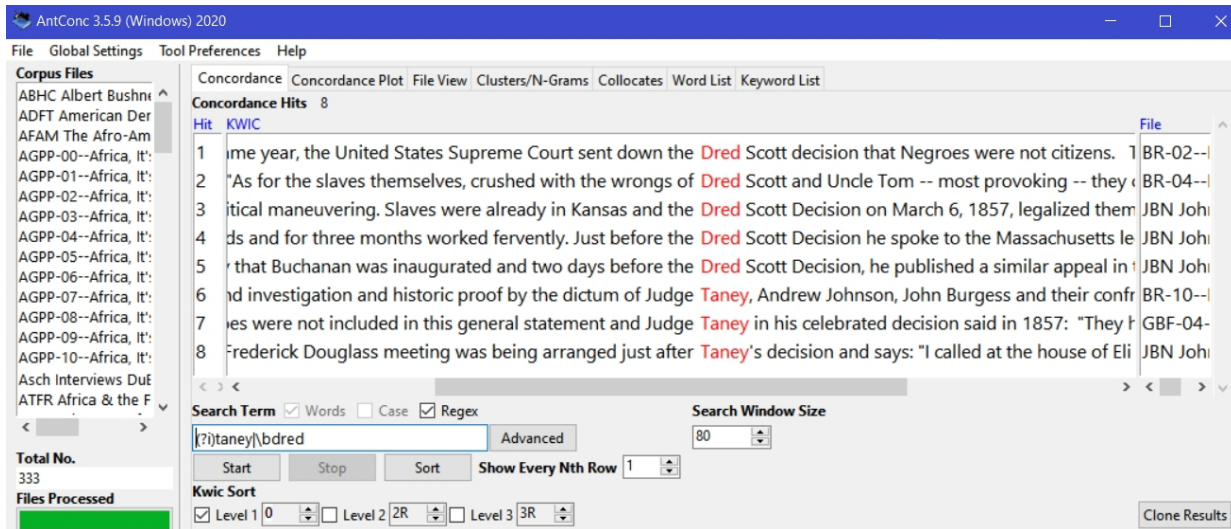 AntConc 3.5.9 (Windows) 2020
File Global Settings Tool Preferences Help
Corpus Files
ABHC Albert Bushne
ADFT American Der
AFAM The Afro-Am
AGPP-00--Africa, It's
AGPP-01--Africa, It's
AGPP-02--Africa, It's
AGPP-03--Africa, It's
AGPP-04--Africa, It's
AGPP-05--Africa, It's
AGPP-06--Africa, It's
AGPP-07--Africa, It's
AGPP-08--Africa, It's
AGPP-09--Africa, It's
AGPP-10--Africa, It's
Asch Interviews DuB
ATFR Africa & the F
Total No.
333
Files Processed
Concordance Concordance Plot File View Clusters/N-Grams Collocates Word List Keyword List
Concordance Hits 8
Hit KWIC File
1 ame year, the United States Supreme Court sent down the Dred Scott decision that Negroes were not citizens. T BR-02--
2 "As for the slaves themselves, crushed with the wrongs of Dred Scott and Uncle Tom -- most provoking -- they BR-04--
3 itical maneuvering. Slaves were already in Kansas and the Dred Scott Decision on March 6, 1857, legalized them JBN Joh
4 ds and for three months worked fervently. Just before the Dred Scott Decision he spoke to the Massachusetts le JBN Joh
5 y that Buchanan was inaugurated and two days before the Dred Scott Decision, he published a similar appeal in t JBN Joh
6 nd investigation and historic proof by the dictum of Judge Taney, Andrew Johnson, John Burgess and their confr BR-10--
7 oes were not included in this general statement and Judge Taney in his celebrated decision said in 1857: "They h GBF-04-
8 Frederick Douglass meeting was being arranged just after Taney's decision and says: "I called at the house of Eli JBN Joh
Search Term Words Case Regex Search Window Size
(?i)taney|\bdred Advanced 80
Start Stop Sort Show Every Nth Row 1
Kwic Sort
Level 1 0 Level 2 2R Level 3 3R Clone Results